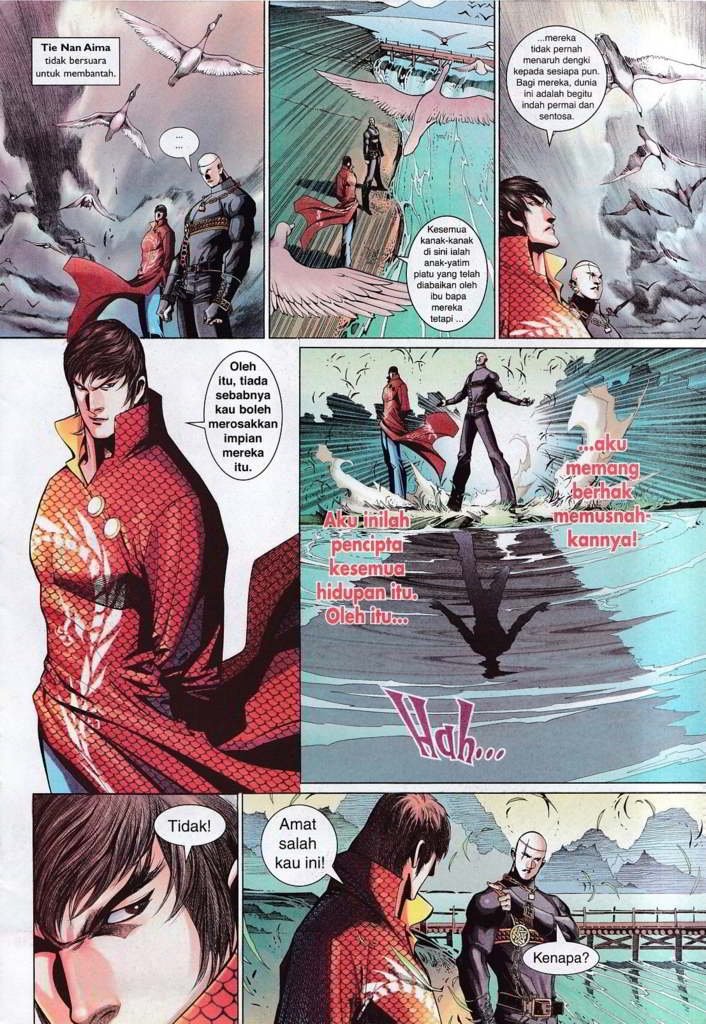 Tie Nan Aima
tidak bersuara
untuk membantah.
...
...
Kesemua
kanak-kanak
di sini ialah
anak-yatim
piatu yang telah
diabaikan oleh
ibu bapa
mereka
tetapi ...
...mereka
tidak pernah
menaruh dengki
kepada sesiapa pun.
Bagi mereka, dunia
ini adalah begitu
indah permai dan
sentosa.
Oleh
itu, tiada
sebabnya
kau boleh
merosakkan
impian
mereka
itu.
Aku inilah
pencipta
kesemua
hidupan itu.
Oleh itu...
...aku
memang
berhak
memusnah-
kannya!
Hah...
Tidak!
Amat
salah
kau ini!
Kenapa?